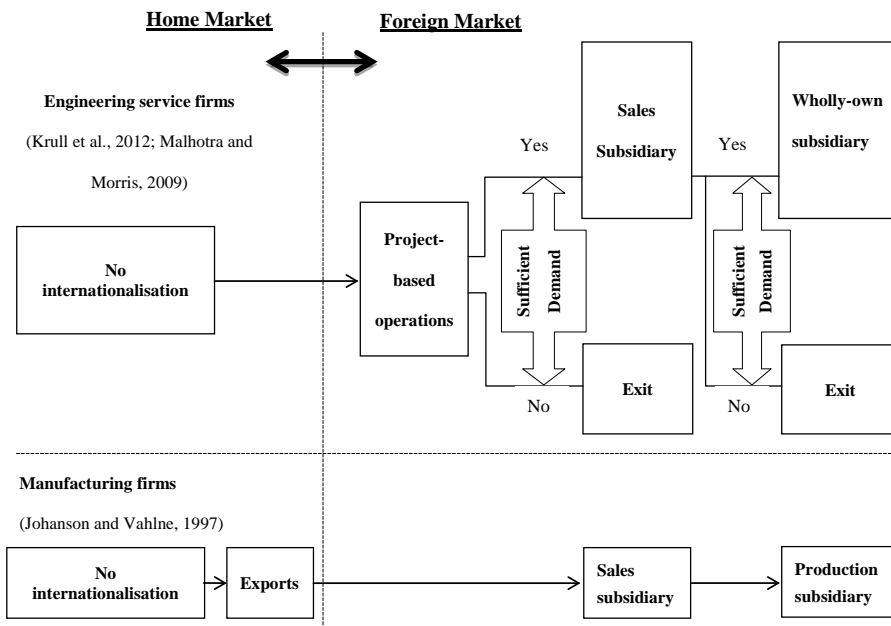 Home Market
Foreign Market
Engineering service firms
(Krull et al., 2012; Malhotra and
Morris, 2009)
No
internationalisation
Project-
based
operations
Yes
Sufficient
Demand
No
Sales
Subsidiary
Exit
Yes
Sufficient
Demand
No
Wholly-own
subsidiary
Exit
Manufacturing firms
(Johanson and Vahlne, 1997)
No
internationalisation
Exports
Sales
subsidiary
Production
subsidiary